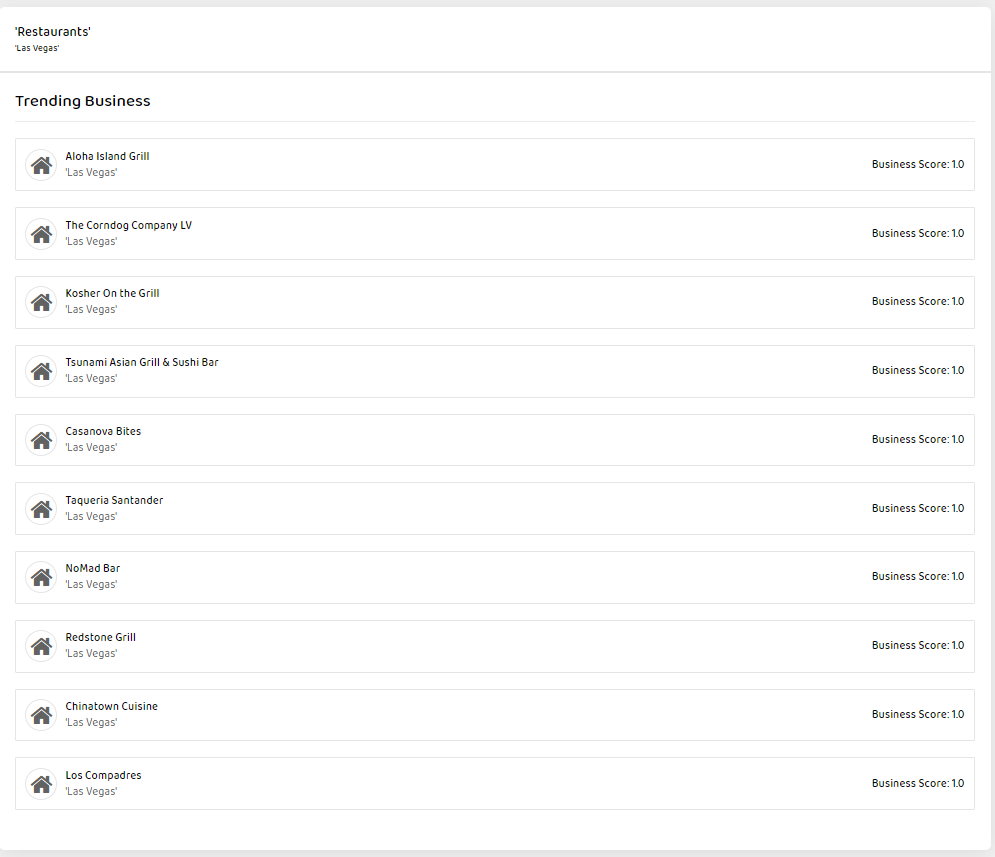 'Restaurants'
'Las Vegas'
Trending Business
Aloha Island Grill
'Las Vegas'
Business Score: 1.0
The Corndog Company LV
'Las Vegas'
Business Score: 1.0
Kosher On the Grill
'Las Vegas'
Business Score: 1.0
Tsunami Asian Grill & Sushi Bar
'Las Vegas'
Business Score: 1.0
Casanova Bites
'Las Vegas'
Business Score: 1.0
Taqueria Santander
'Las Vegas'
Business Score: 1.0
NoMad Bar
'Las Vegas'
Business Score: 1.0
Redstone Grill
'Las Vegas'
Business Score: 1.0
Chinatown Cuisine
'Las Vegas'
Business Score: 1.0
Los Compadres
'Las Vegas'
Business Score: 1.0